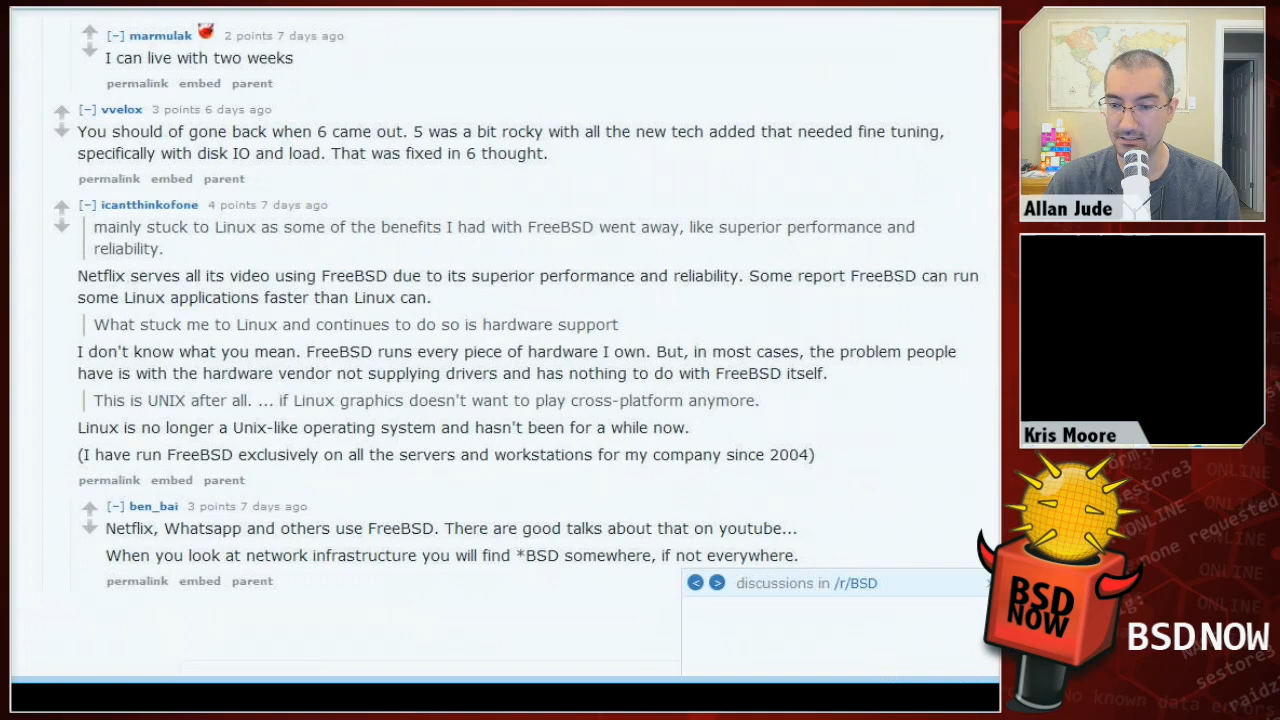 [−] marmulak 2 points 7 days ago
I can live with two weeks
permalink embed parent
[−] vvelox 3 points 6 days ago
You should of gone back when 6 came out. 5 was a bit rocky with all the new tech added that needed fine tuning,
specifically with disk IO and load. That was fixed in 6 thought.
permalink embed parent
[−] icantthinkofone 4 points 7 days ago
mainly stuck to Linux as some of the benefits I had with FreeBSD went away, like superior performance and
reliability.
Netflix serves all its video using FreeBSD due to its superior performance and reliability. Some report FreeBSD can run
some Linux applications faster than Linux can.
What stuck me to Linux and continues to do so is hardware support
I don't know what you mean. FreeBSD runs every piece of hardware I own. But, in most cases, the problem people
have is with the hardware vendor not supplying drivers and has nothing to do with FreeBSD itself.
This is UNIX after all. ... if Linux graphics doesn't want to play cross-platform anymore.
Linux is no longer a Unix-like operating system and hasn't been for a while now.
(I have run FreeBSD exclusively on all the servers and workstations for my company since 2004)
permalink embed parent
[−] ben_bai 3 points 7 days ago
Netflix, Whatsapp and others use FreeBSD. There are good talks about that on youtube...
When you look at network infrastructure you will find *BSD somewhere, if not everywhere.
permalink embed parent
< > discussions in /r/BSD
Allan Jude
Kris Moore
BSD
NOW
BSDNOW
estore3
ONLINE
ONLINE
none requested
ONLINE
ONLINE
sestore3
No known data